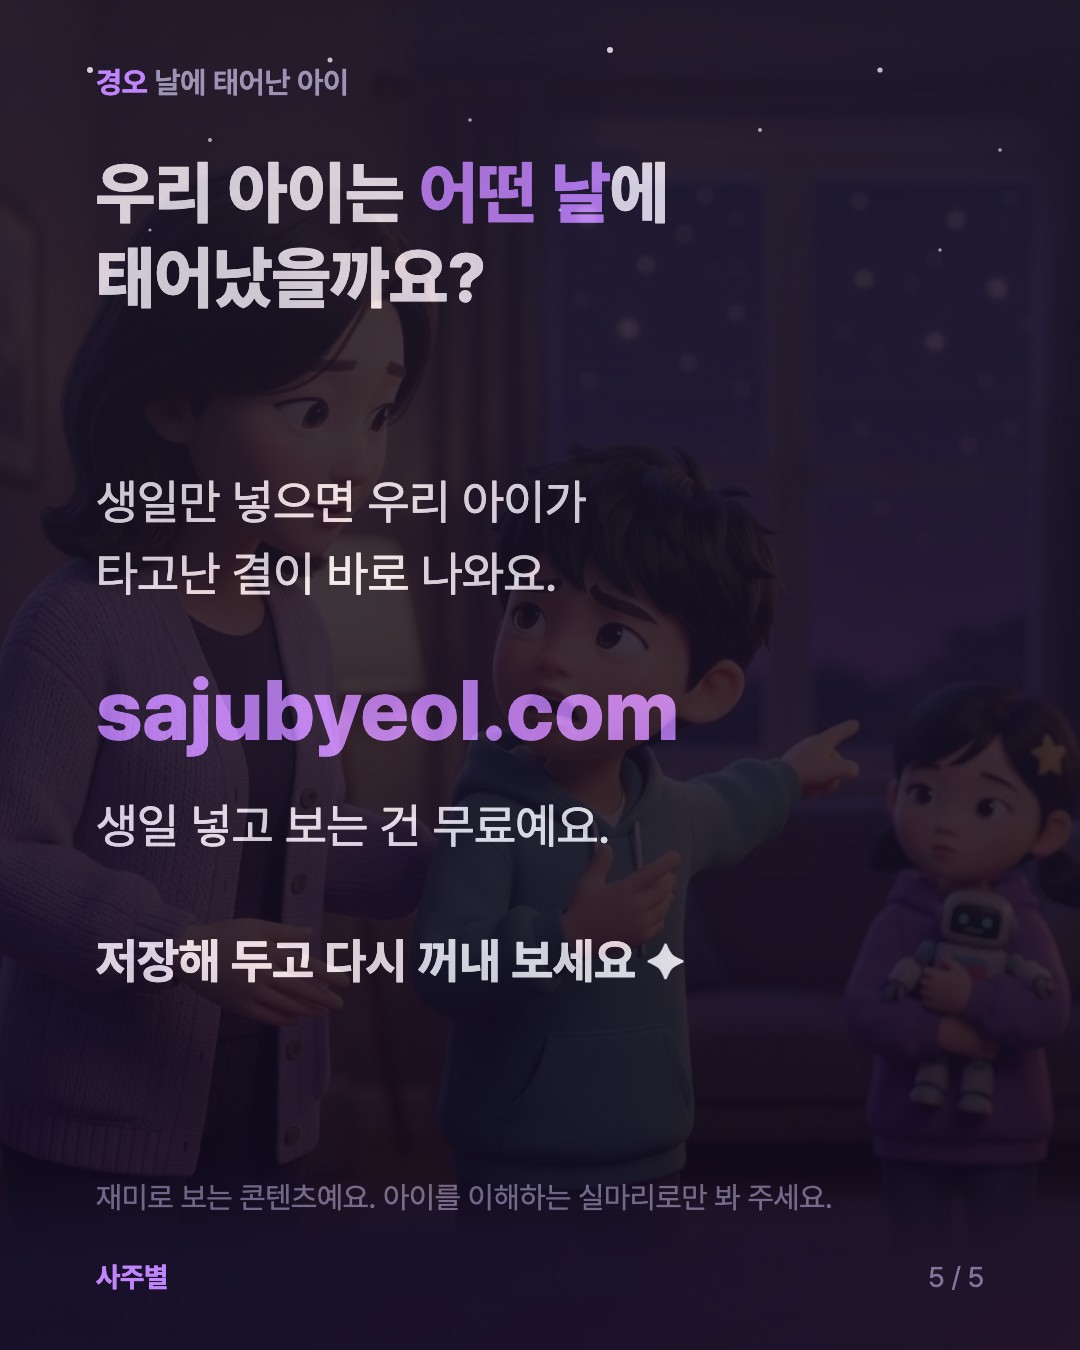 경오 날에 태어난 아이
우리 아이는 어떤 날에
태어났을까요?
생일만 넣으면 우리 아이가
타고난 결이 바로 나와요.
sajubyeol.com
생일 넣고 보는 건 무료예요.
저장해 두고 다시 꺼내 보세요 ✦
재미로 보는 콘텐츠예요. 아이를 이해하는 실마리로만 봐 주세요.
사주별
5 / 5